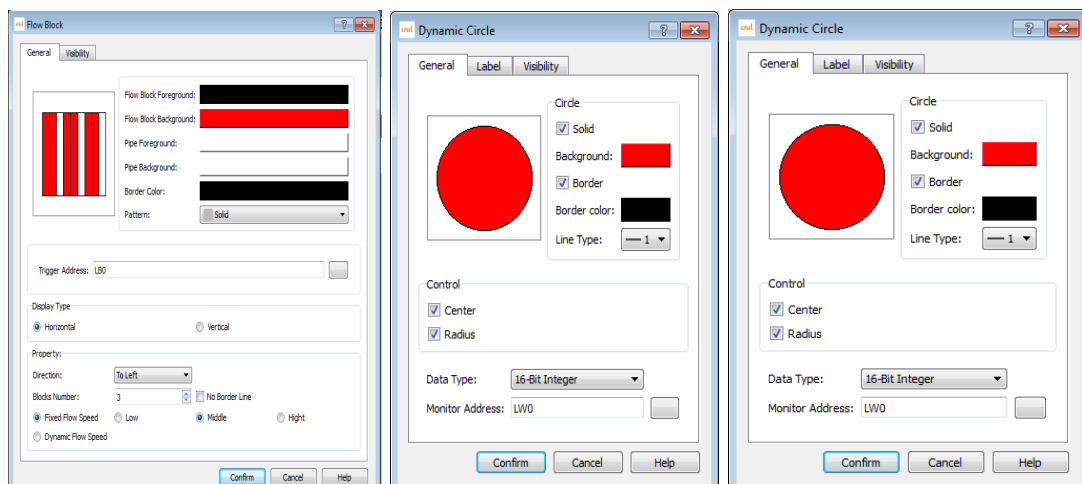 Flow Block
General Visibility
Flow Block Foreground:
Flow Block Background:
Pipe Foreground:
Pipe Background:
Border Color:
Pattern: Solid
Trigger Address: LB0
Display Type
Horizontal Vertical
Property:
Direction: To Left
Blocks Number: 3 No Border Line
Fixed Flow Speed Low Middle Hight
Dynamic Flow Speed
Confirm Cancel Help
Dynamic Circle
General Label Visibility
Circle
Solid
Background:
Border
Border color:
Line Type: 1
Control
Center
Radius
Data Type: 16-Bit Integer
Monitor Address: LW0
Confirm Cancel Help
Dynamic Circle
General Label Visibility
Circle
Solid
Background:
Border
Border color:
Line Type: 1
Control
Center
Radius
Data Type: 16-Bit Integer
Monitor Address: LW0
Confirm Cancel Help